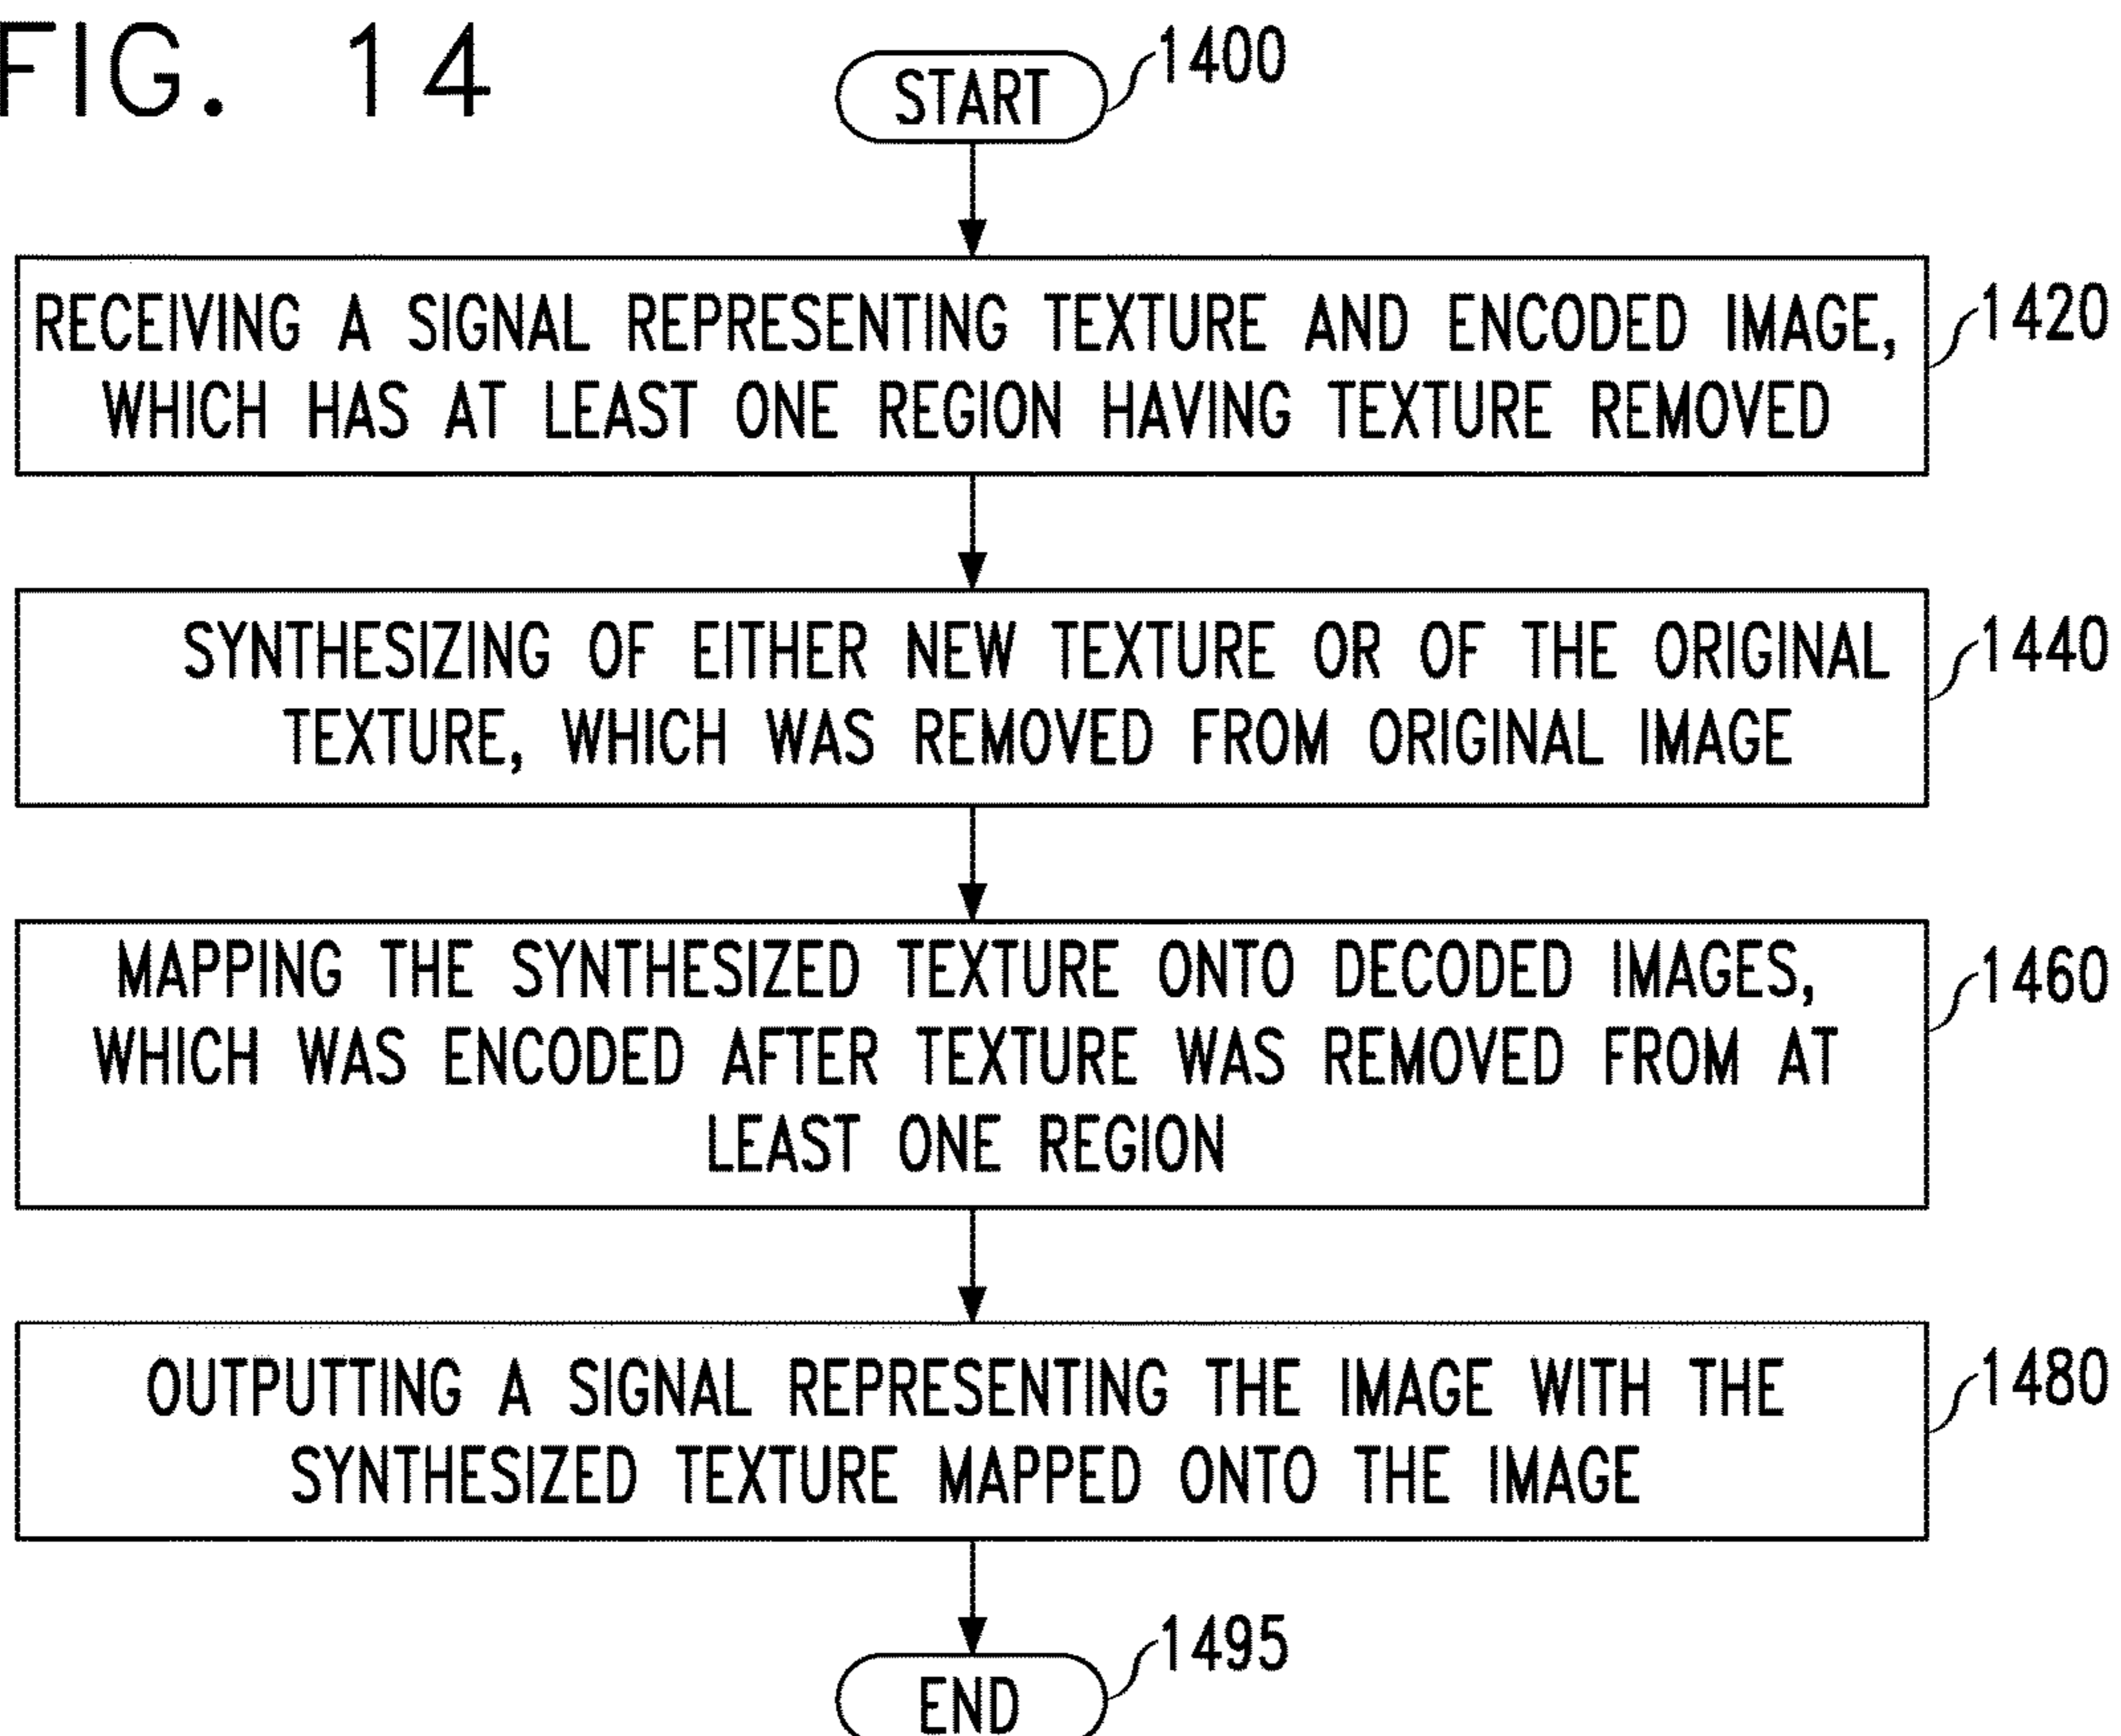 FIG. 14
START
1400
RECEIVING A SIGNAL REPRESENTING TEXTURE AND ENCODED IMAGE,
WHICH HAS AT LEAST ONE REGION HAVING TEXTURE REMOVED
1420
SYNTHESIZING OF EITHER NEW TEXTURE OR OF THE ORIGINAL
TEXTURE, WHICH WAS REMOVED FROM ORIGINAL IMAGE
1440
MAPPING THE SYNTHESIZED TEXTURE ONTO DECODED IMAGES,
WHICH WAS ENCODED AFTER TEXTURE WAS REMOVED FROM AT
LEAST ONE REGION
1460
OUTPUTTING A SIGNAL REPRESENTING THE IMAGE WITH THE
SYNTHESIZED TEXTURE MAPPED ONTO THE IMAGE
1480
END
1495